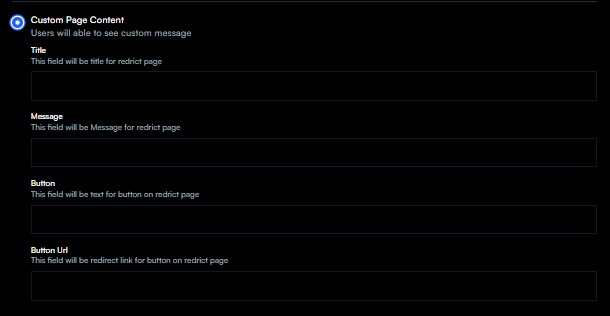 Custom Page Content
Users will able to see custom message
Title
This field will be title for redrict page
Message
This field will be Message for redrict page
Button
This field will be text for button on redrict page
Button Url
This field will be redirect link for button on redrict page